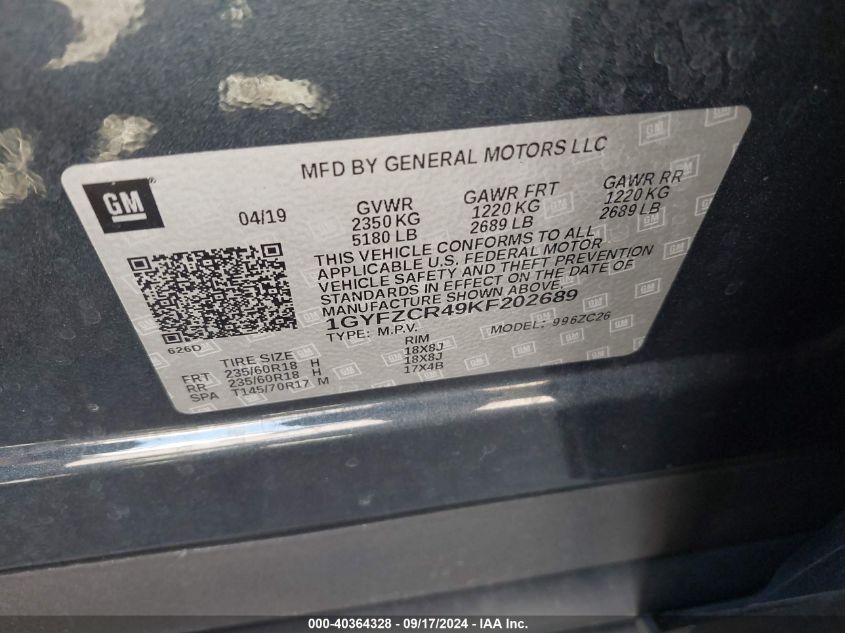 MFD BY GENERAL MOTORS LLC
GM
04/19
GVWR GAWR FRT GAWR RR
2350 KG 1220 KG 1220 KG
5180 LB 2689 LB 2689 LB
THIS VEHICLE CONFORMS TO ALL
APPLICABLE U.S. FEDERAL MOTOR
VEHICLE SAFETY AND THEFT PREVENTION
STANDARDS IN EFFECT ON THE DATE OF
MANUFACTURE SHOWN ABOVE.
1GYFZCR49KF202689
TYPE: M.P.V. MODEL: 996ZC26
626D
TIRE SIZE RIM
FRT 235/60R18 H 18X8J
RR 235/60R18 H 18X8J
SPA T145/70R17 M 17X4B
000-40364328 - 09/17/2024 - IAA Inc.